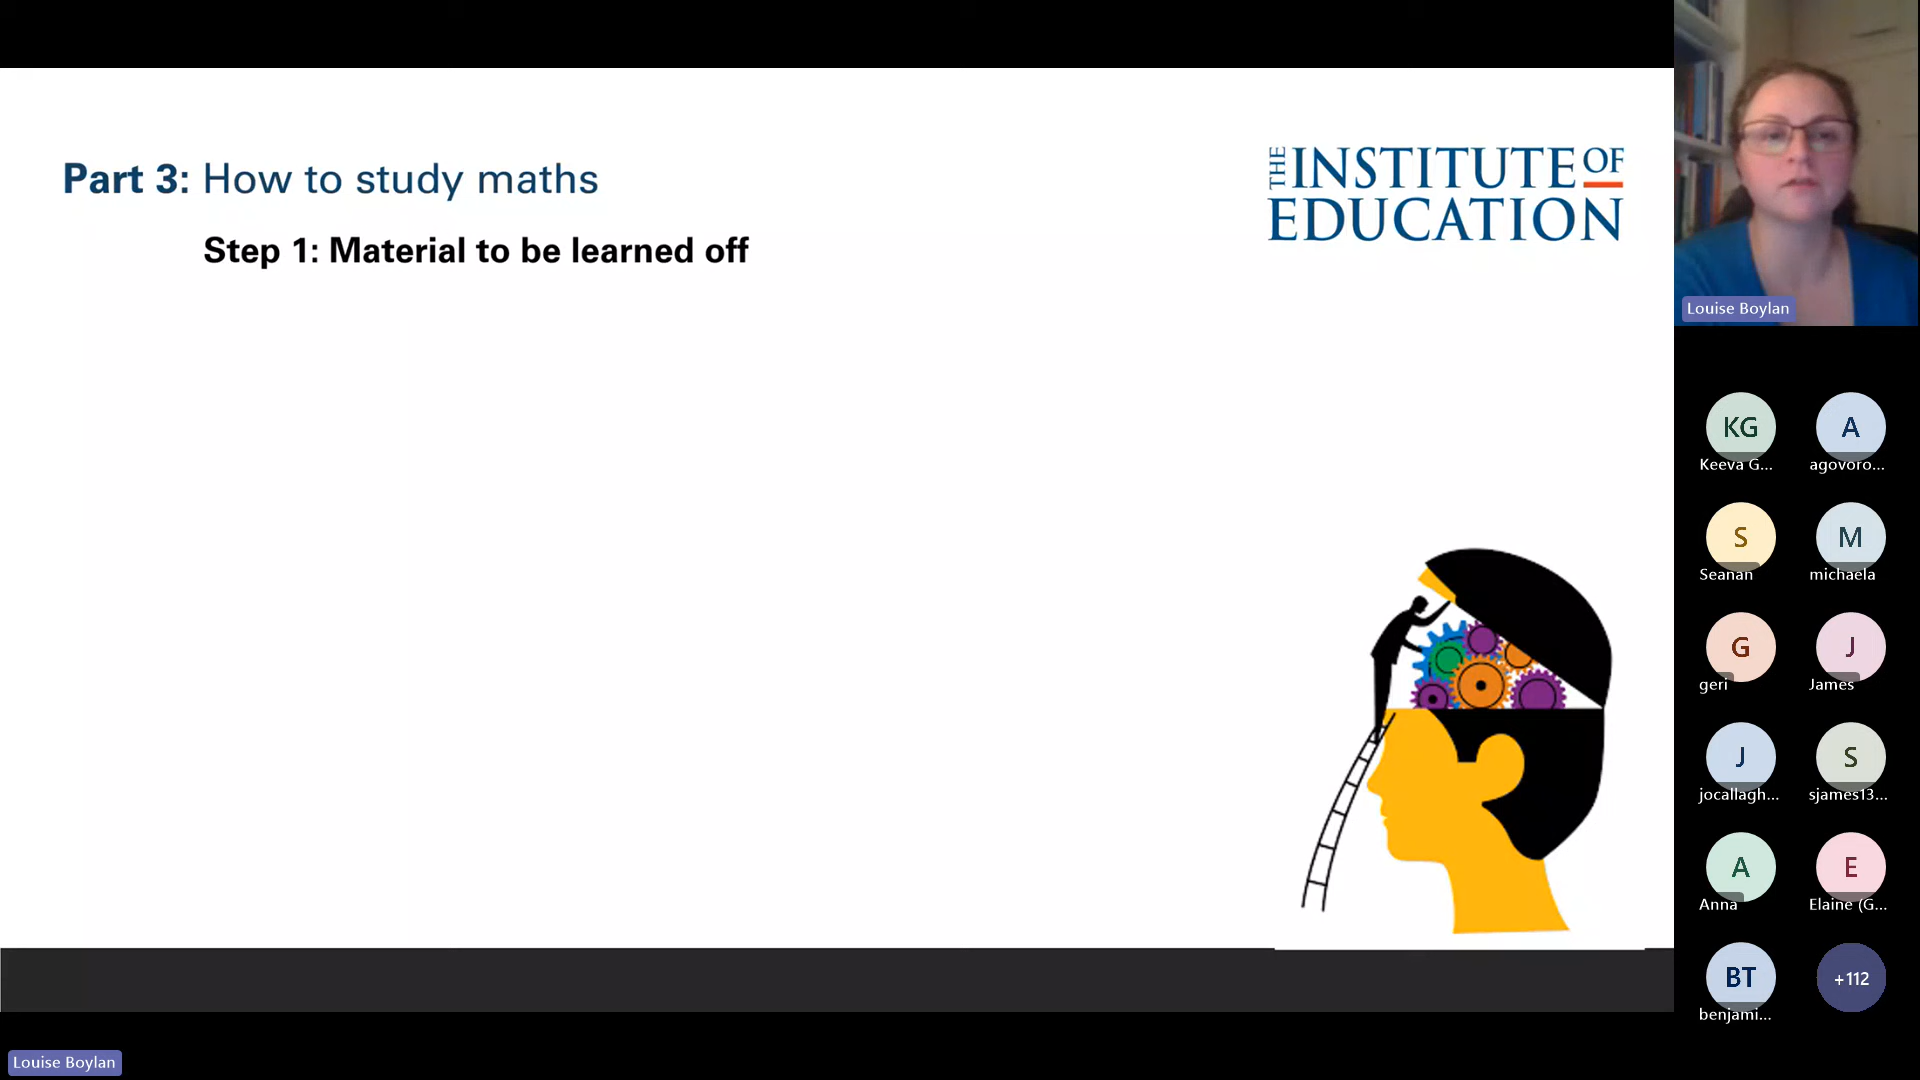 Part 3: How to study maths
Step 1: Material to be learned off
THE INSTITUTE OF
EDUCATION
Louise Boylan
KG
A
Keeva G...
agovoro...
S
M
Seanan
michaela
G
J
geri
James
J
S
jocallagh...
sjames13...
A
E
Anna
Elaine (G...
BT
+112
benjami...
Louise Boylan